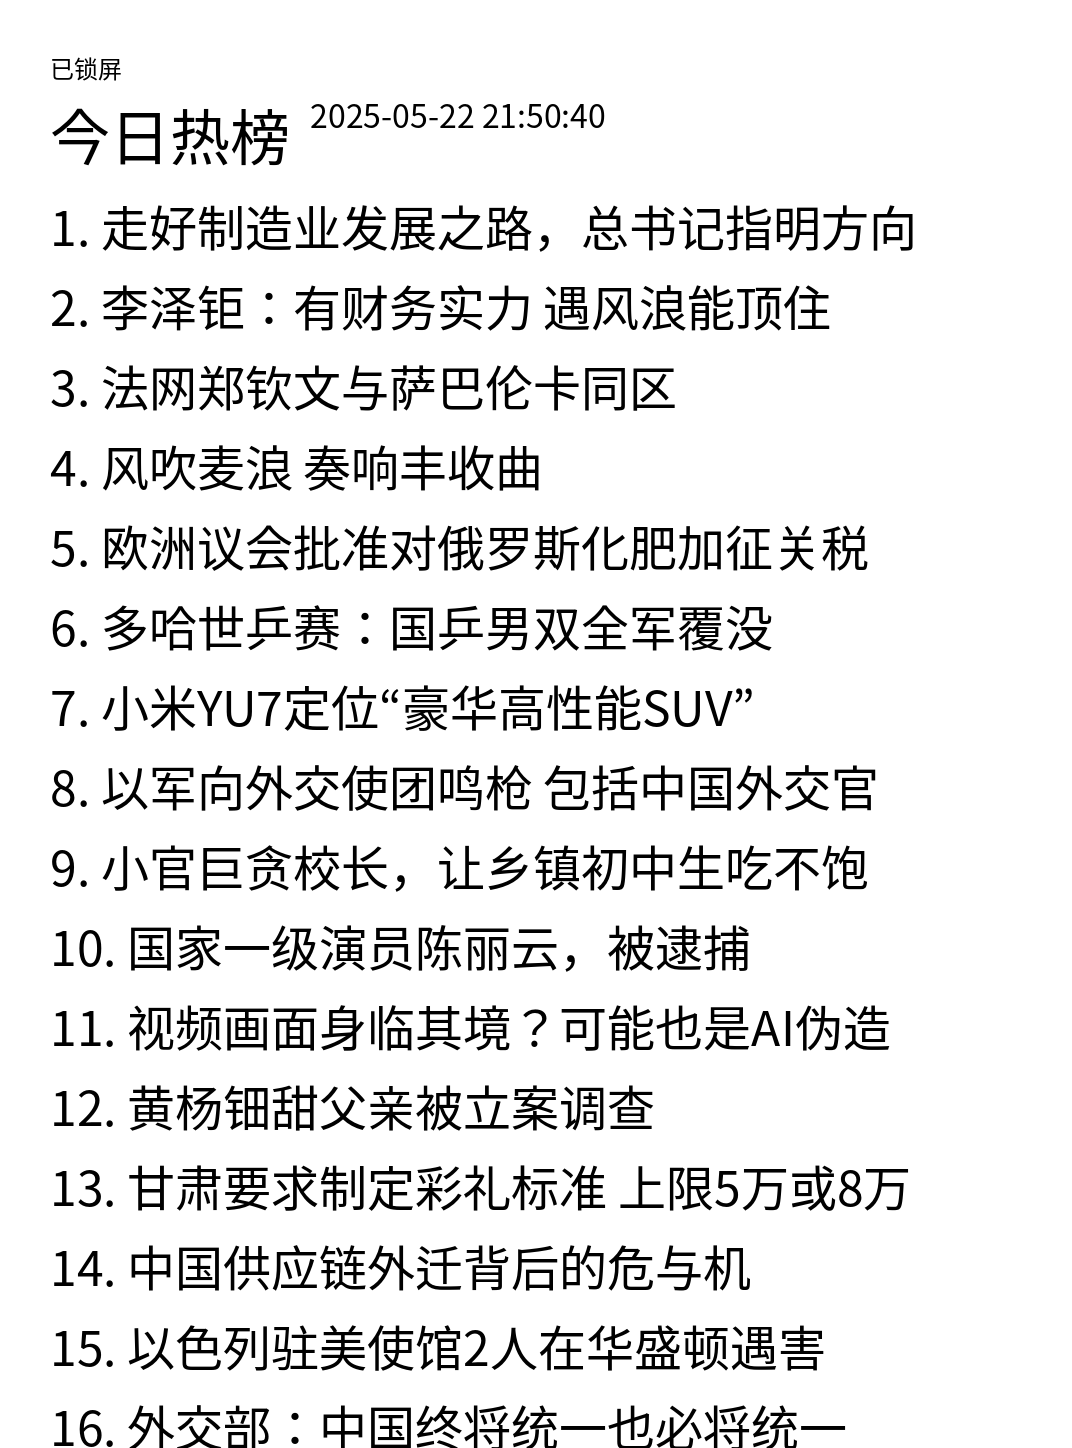 已锁屏
今日热榜 2025-05-22 21:50:40
1. 走好制造业发展之路，总书记指明方向
2. 李泽钜：有财务实力 遇风浪能顶住
3. 法网郑钦文与萨巴伦卡同区
4. 风吹麦浪 奏响丰收曲
5. 欧洲议会批准对俄罗斯化肥加征关税
6. 多哈世乒赛：国乒男双全军覆没
7. 小米YU7定位“豪华高性能SUV”
8. 以军向外交使团鸣枪 包括中国外交官
9. 小官巨贪校长，让乡镇初中生吃不饱
10. 国家一级演员陈丽云，被逮捕
11. 视频画面身临其境？可能也是AI伪造
12. 黄杨钿甜父亲被立案调查
13. 甘肃要求制定彩礼标准 上限5万或8万
14. 中国供应链外迁背后的危与机
15. 以色列驻美使馆2人在华盛顿遇害
16. 外交部：中国终将统一也必将统一